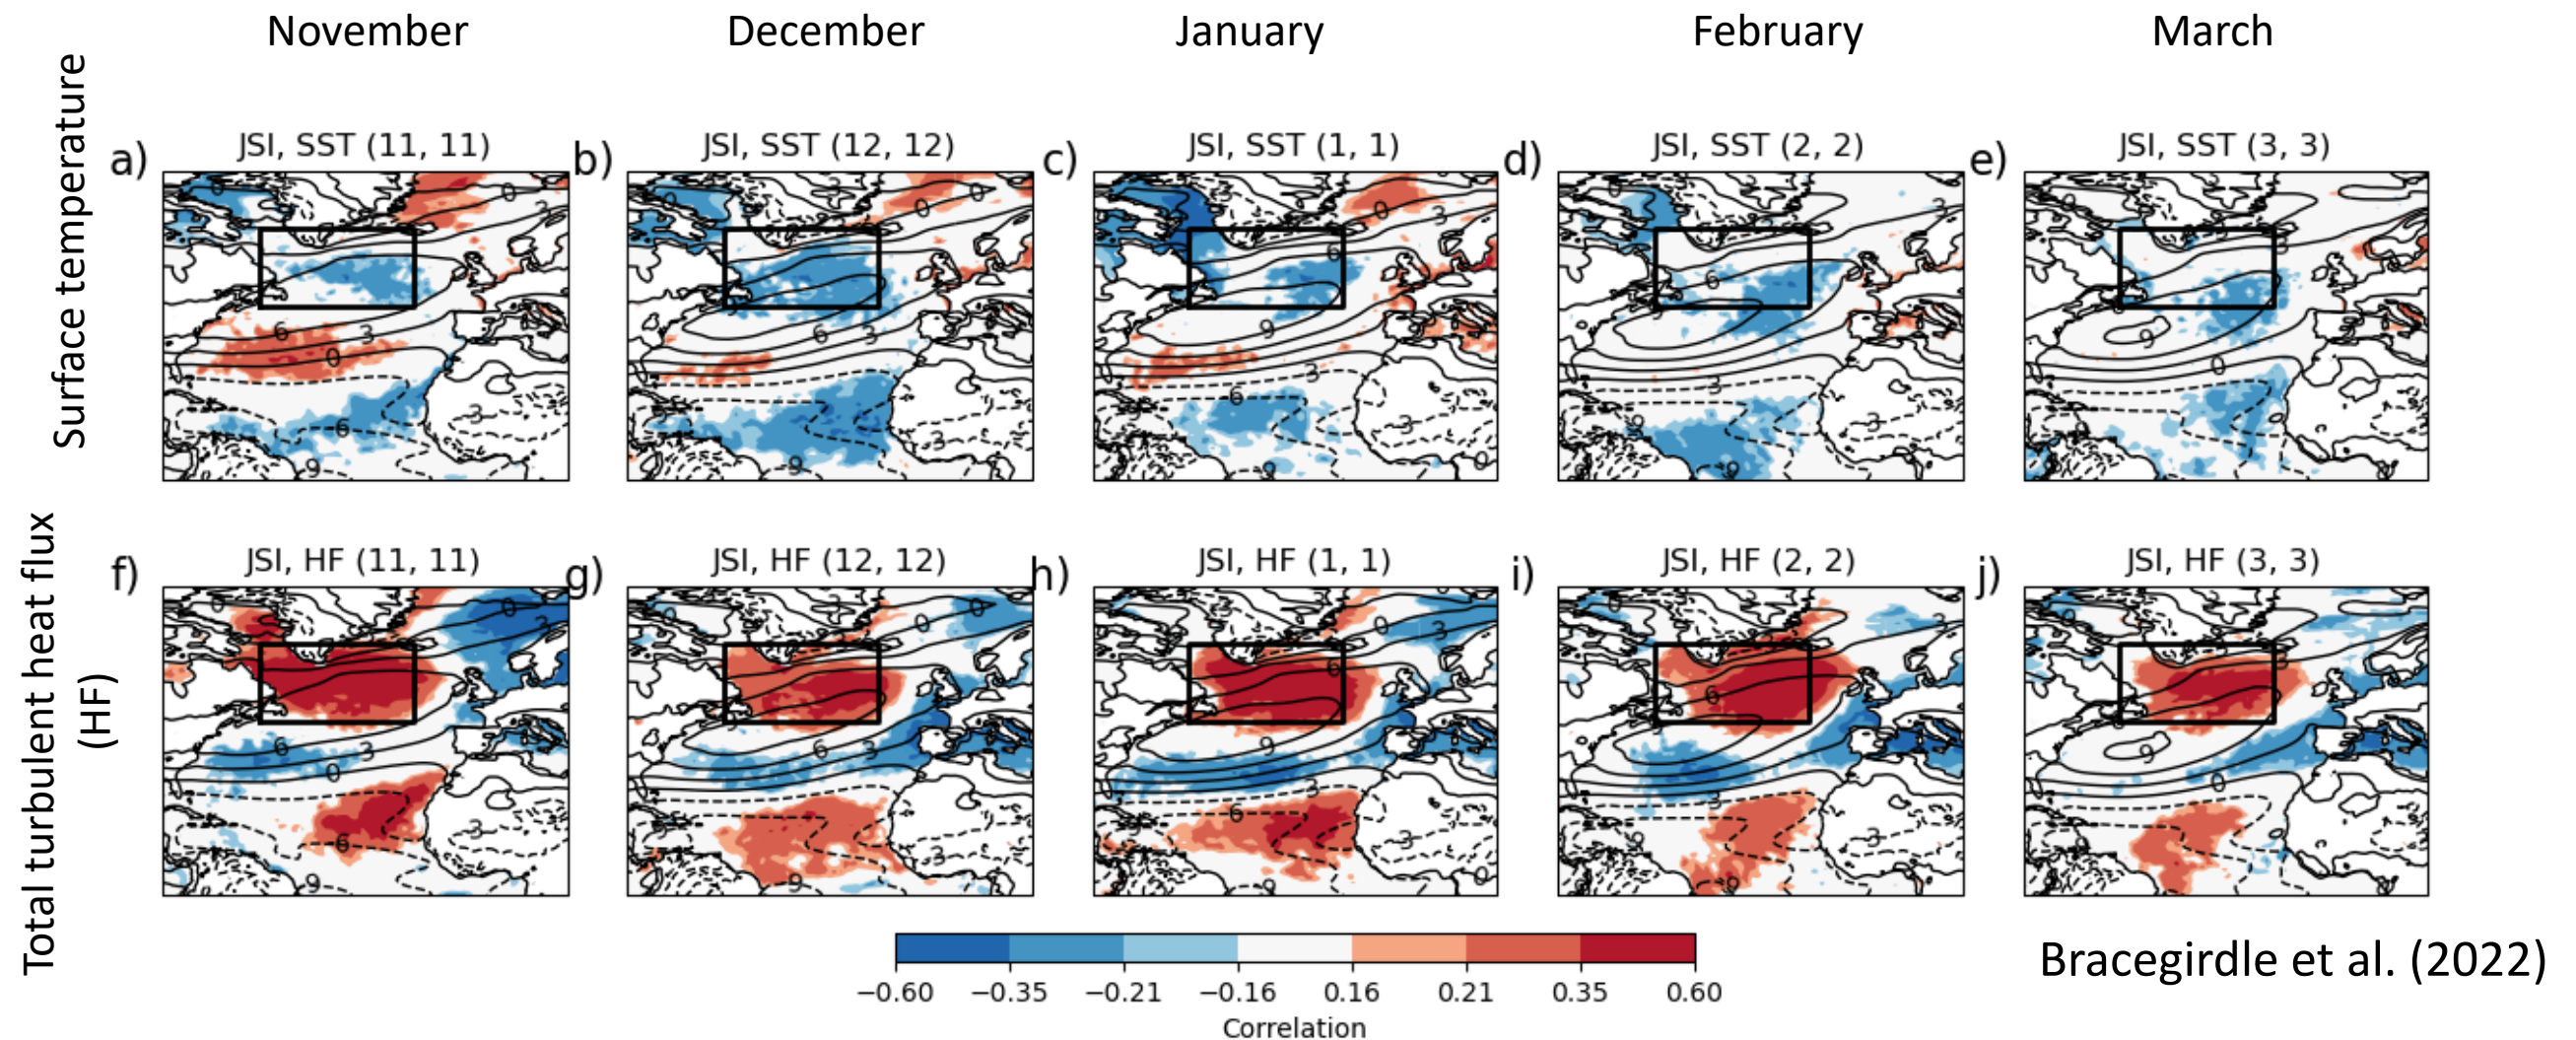 November
December
January
February
March
Surface temperature
a)
JSI, SST (11, 11)
b)
JSI, SST (12, 12)
c)
JSI, SST (1, 1)
d)
JSI, SST (2, 2)
e)
JSI, SST (3, 3)
Total turbulent heat flux
(HF)
f)
JSI, HF (11, 11)
g)
JSI, HF (12, 12)
h)
JSI, HF (1, 1)
i)
JSI, HF (2, 2)
j)
JSI, HF (3, 3)
−0.60 −0.35 −0.21 −0.16 0.16 0.21 0.35 0.60
Correlation
Bracegirdle et al. (2022)